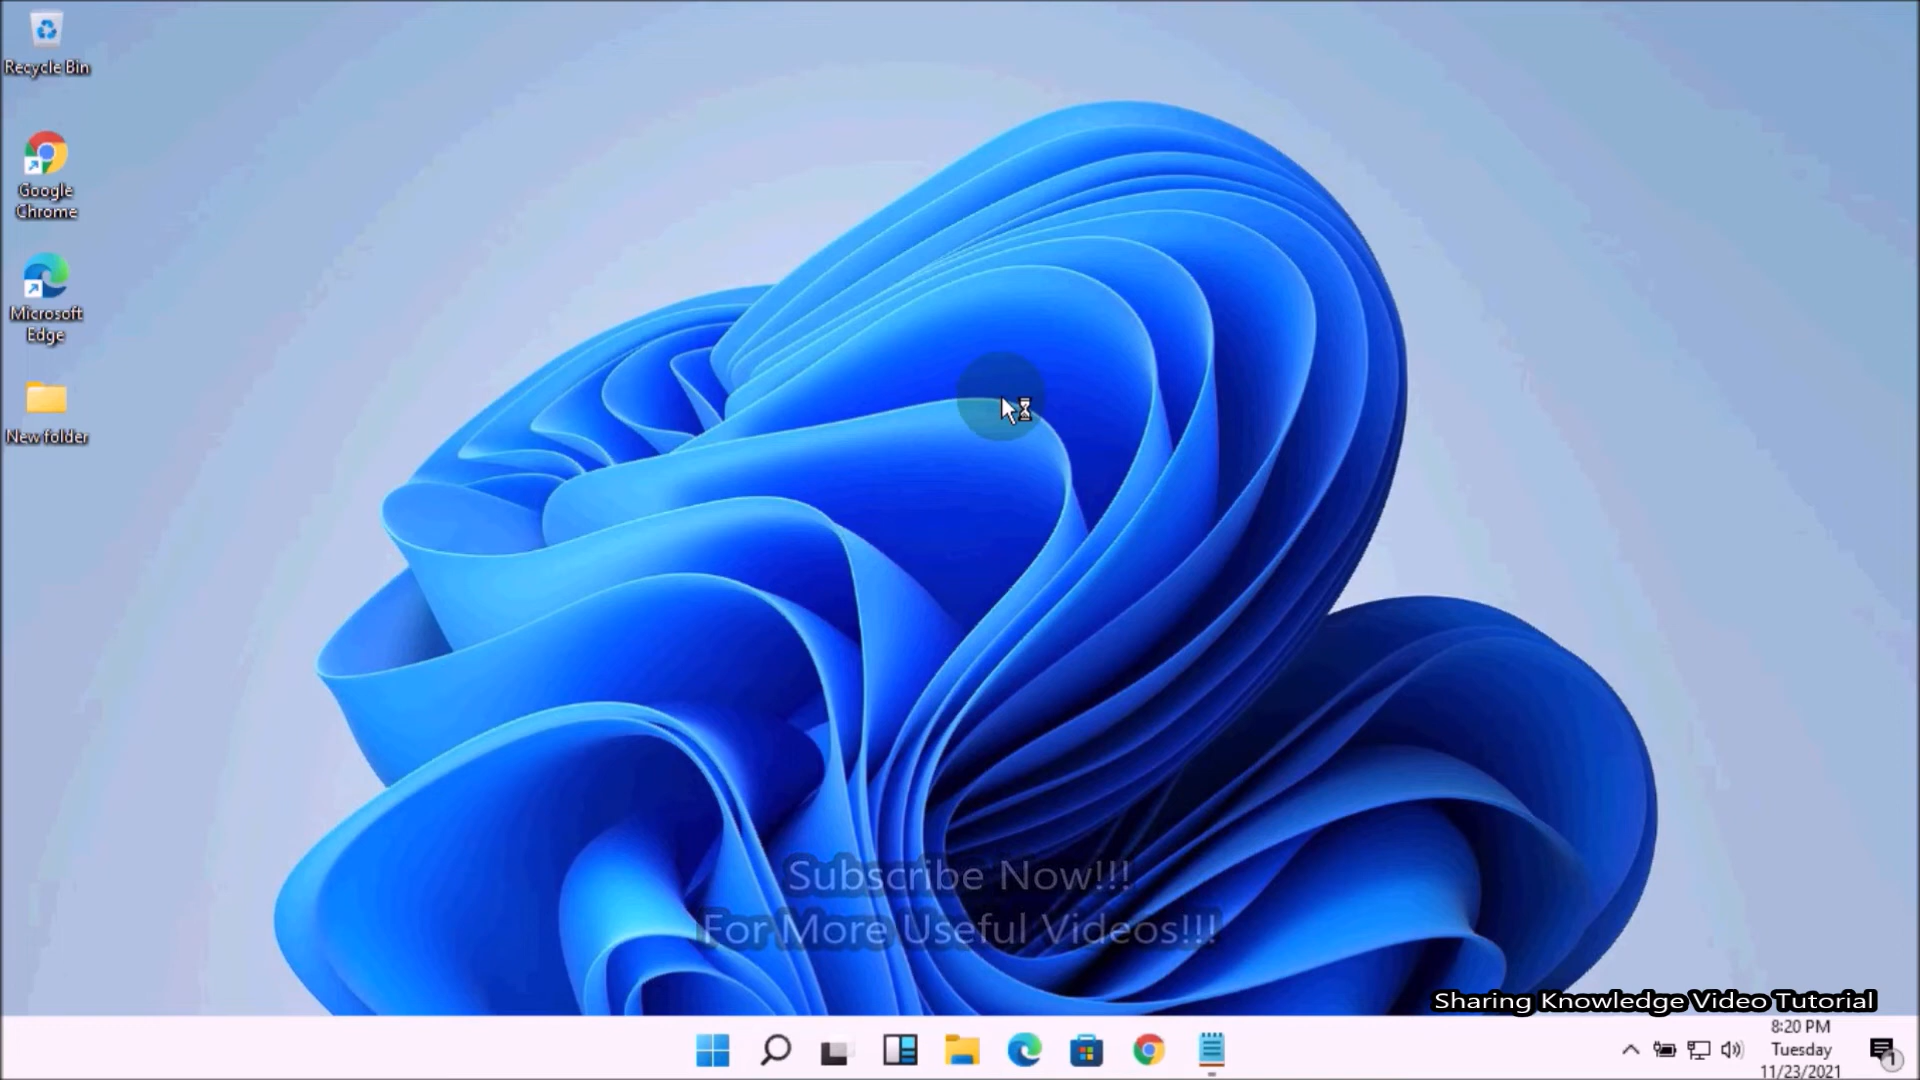 Recycle Bin
Google
Chrome
Microsoft
Edge
New folder
Subscribe Now!!!
For More Useful Videos!!!
Sharing Knowledge Video Tutorial
8:20 PM
Tuesday
11/23/2021
1